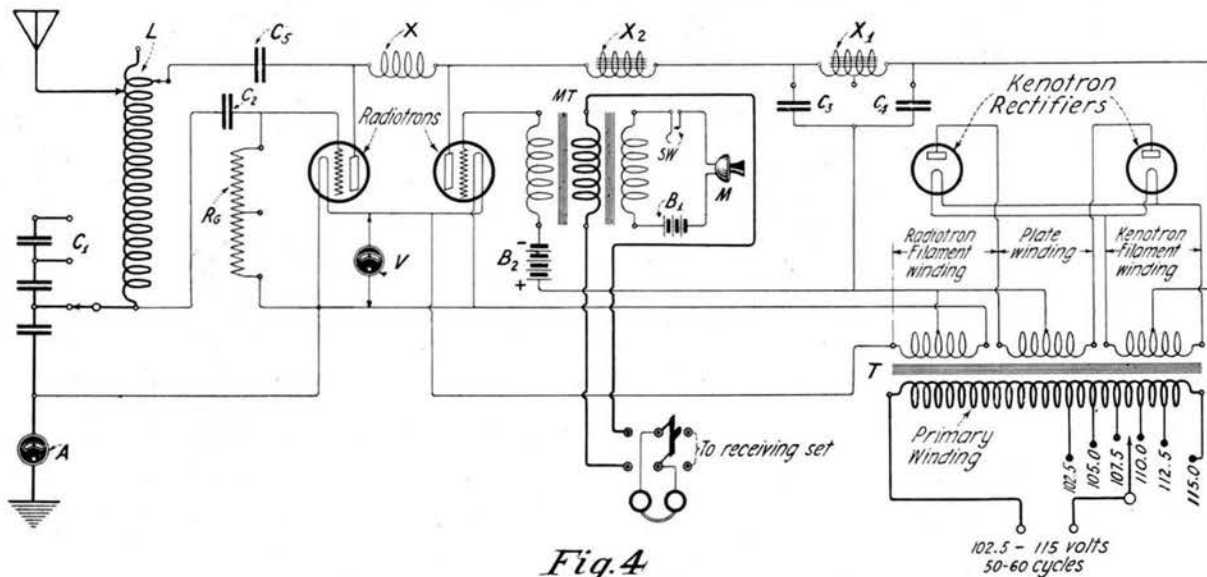 L
C5
X
X2
X1
C2
Radiotrons
MT
C3
C4
Kenotron
Rectifiers
SW
M
RG
B1
C1
V
B2
-
+
Radiotron
Filament
winding
Plate
winding
Kenotron
Filament
winding
T
Primary
Winding
102.5
105.0
107.5
110.0
112.5
115.0
A
To receiving set
102.5 - 115 volts
50-60 cycles
Fig.4